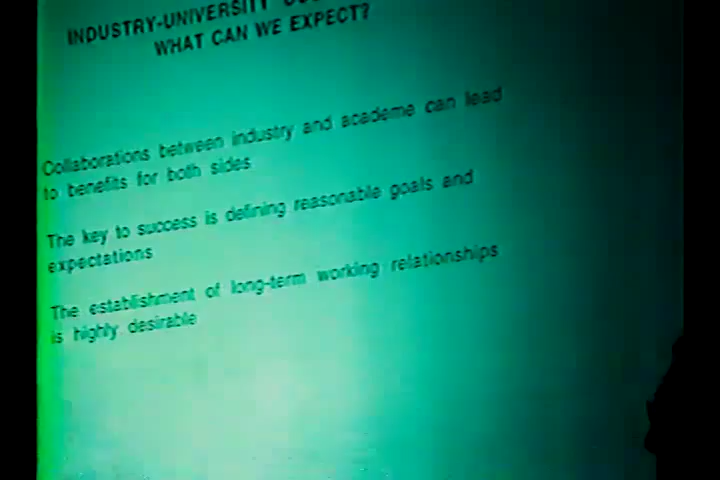 INDUSTRY-UNIVERSITY
WHAT CAN WE EXPECT?
Collaborations between industry and academe can lead
to benefits for both sides
The key to success is defining reasonable goals and
expectations
The establishment of long-term working relationships
is highly desirable